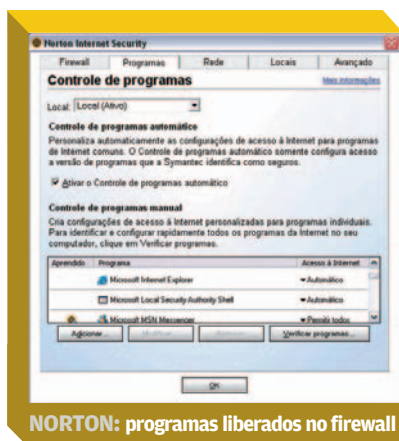 Norton Internet Security
Firewall Programas Rede Locais Avançado
Controle de programas
Mais informações
Local: Local (Ativo)
Controle de programas automático
Personaliza automaticamente as configurações de acesso à Internet para programas
de Internet comuns. O Controle de programas automático somente configura acesso
a versão de programas que a Symantec identifica como seguros.
Ativar o Controle de programas automático
Controle de programas manual
Cria configurações de acesso à Internet personalizadas para programas individuais.
Para identificar e configurar rapidamente todos os programas da Internet no seu
computador, clique em Verificar programas.
Aprendido Programa Acesso à Internet
Microsoft Internet Explorer Automático
Microsoft Local Security Authority Shell Automático
Microsoft MSN Messenger Permitir todos
Adicionar... Verificar programas...
OK
NORTON: programas liberados no firewall